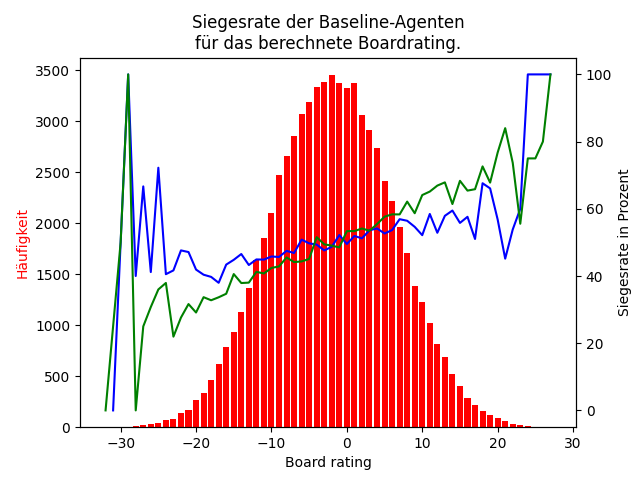 Siegesrate der Baseline-Agenten
für das berechnete Boardrating.
Häufigkeit
3500
3000
2500
2000
1500
1000
500
0
100
80
60
40
20
0
Siegesrate in Prozent
−30 −20 −10 0 10 20 30
Board rating